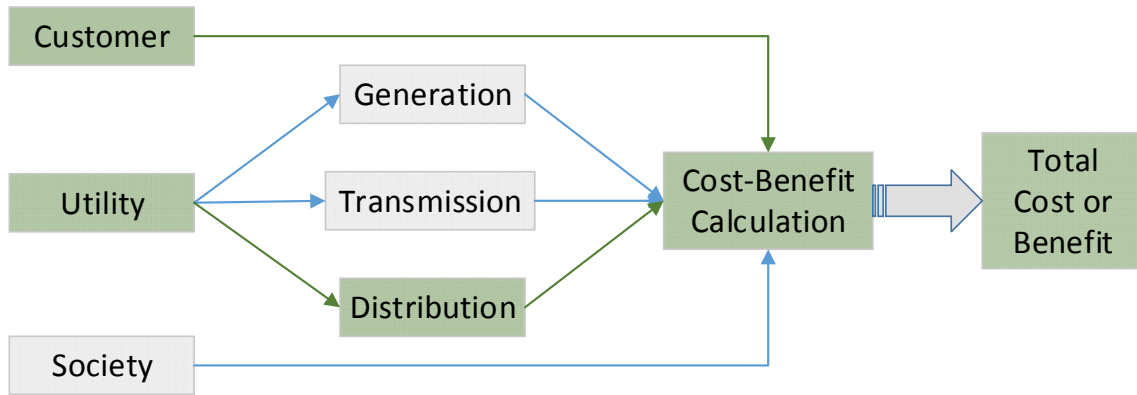 Customer
Generation
Utility
Transmission
Distribution
Society
Cost-Benefit
Calculation
Total
Cost or
Benefit